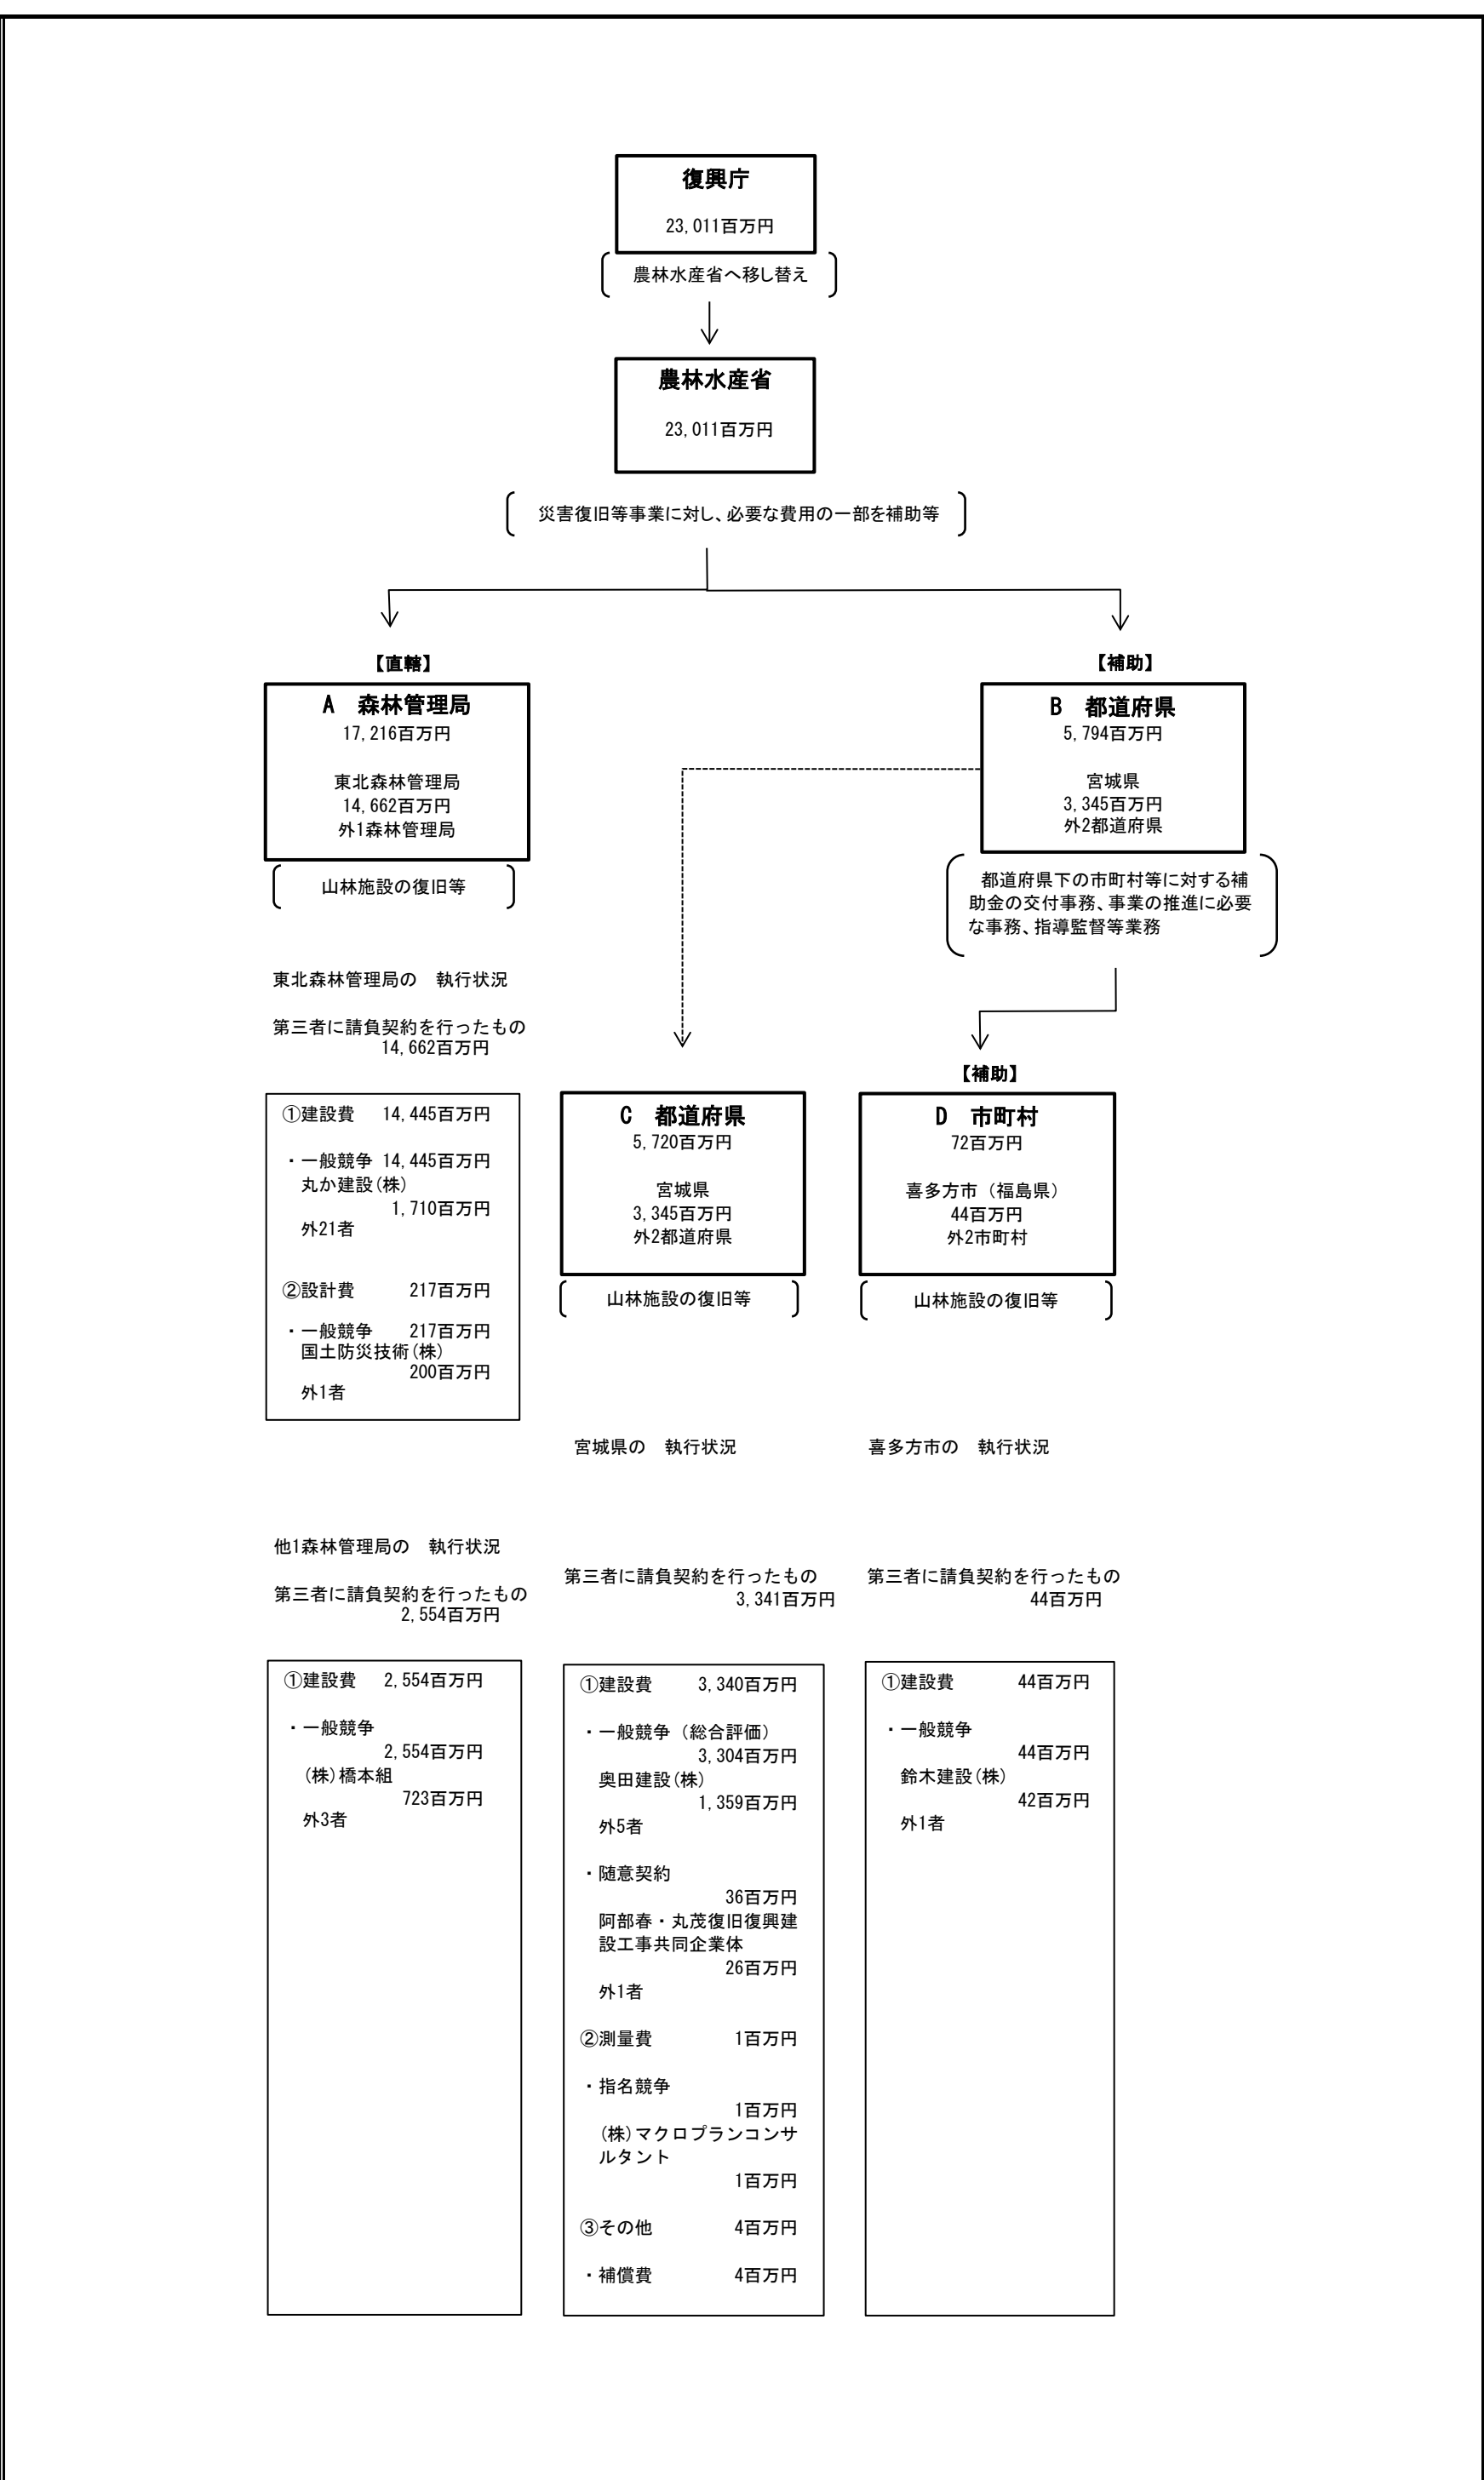 復興庁
23,011百万円
農林水産省へ移し替え
農林水産省
23,011百万円
災害復旧等事業に対し、必要な費用の一部を補助等
【直轄】
A　森林管理局
17,216百万円
東北森林管理局
14,662百万円
外1森林管理局
山林施設の復旧等
【補助】
B　都道府県
5,794百万円
宮城県
3,345百万円
外2都道府県
都道府県下の市町村等に対する補
助金の交付事務、事業の推進に必要
な事務、指導監督等業務
東北森林管理局の　執行状況
第三者に請負契約を行ったもの
14,662百万円
①建設費　14,445百万円
・一般競争 14,445百万円
丸か建設(株)
1,710百万円
外21者
②設計費　217百万円
・一般競争　217百万円
国土防災技術(株)
200百万円
外1者
C　都道府県
5,720百万円
宮城県
3,345百万円
外2都道府県
山林施設の復旧等
【補助】
D　市町村
72百万円
喜多方市（福島県）
44百万円
外2市町村
山林施設の復旧等
他1森林管理局の　執行状況
第三者に請負契約を行ったもの
2,554百万円
①建設費　2,554百万円
・一般競争
2,554百万円
(株)橋本組
723百万円
外3者
宮城県の　執行状況
第三者に請負契約を行ったもの
3,341百万円
①建設費　3,340百万円
・一般競争（総合評価）
3,304百万円
奥田建設(株)
1,359百万円
外5者
・随意契約
36百万円
阿部春・丸茂復旧復興建
設工事共同企業体
26百万円
外1者
②測量費　1百万円
・指名競争
1百万円
(株)マクロプランコンサ
ルタント
1百万円
③その他　4百万円
・補償費　4百万円
喜多方市の　執行状況
第三者に請負契約を行ったもの
44百万円
①建設費　44百万円
・一般競争
44百万円
鈴木建設(株)
42百万円
外1者